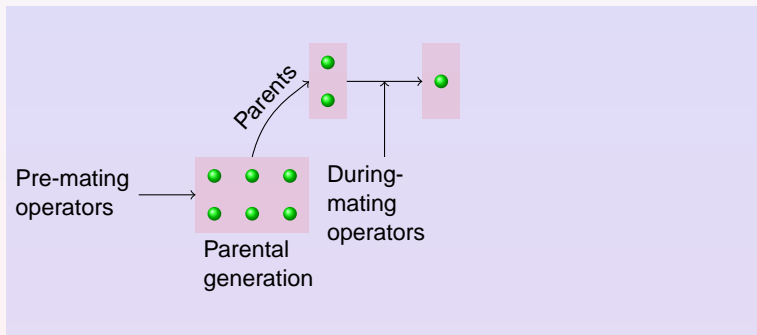 Parents
Pre-mating
operators
During-
mating
operators
Parental
generation